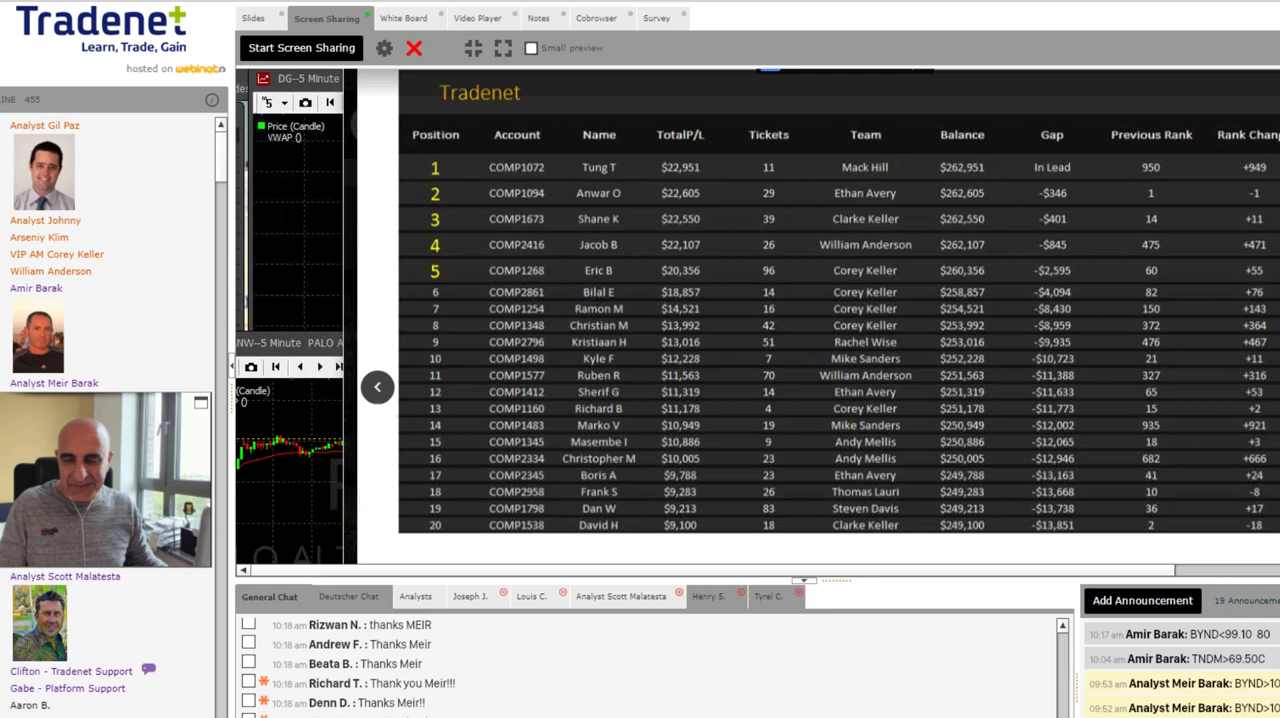 Tradenet
Learn, Trade, Gain
hosted on webinato
INE 455
Analyst Gil Paz
Analyst Johnny
Arseniy Klim
VIP AM Corey Keller
William Anderson
Amir Barak
Analyst Meir Barak
Analyst Scott Malatesta
Clifton - Tradenet Support
Gabe - Platform Support
Aaron B.
Slides Screen Sharing White Board Video Player Notes Cobrowser Survey
Start Screen Sharing Small preview
DG--5 Minute
5
Price (Candle)
VWAP ()
NW--5 Minute PALO A
(Candle)
()
Tradenet
Position Account Name TotalP/L Tickets Team Balance Gap Previous Rank Rank Chang
1 COMP1072 Tung T $22,951 11 Mack Hill $262,951 In Lead 950 +949
2 COMP1094 Anwar O $22,605 29 Ethan Avery $262,605 -$346 1 -1
3 COMP1673 Shane K $22,550 39 Clarke Keller $262,550 -$401 14 +11
4 COMP2416 Jacob B $22,107 26 William Anderson $262,107 -$845 475 +471
5 COMP1268 Eric B $20,356 96 Corey Keller $260,356 -$2,595 60 +55
6 COMP2861 Bilal E $18,857 14 Corey Keller $258,857 -$4,094 82 +76
7 COMP1254 Ramon M $14,521 16 Corey Keller $254,521 -$8,430 150 +143
8 COMP1348 Christian M $13,992 42 Corey Keller $253,992 -$8,959 372 +364
9 COMP2796 Kristiaan H $13,016 51 Rachel Wise $253,016 -$9,935 476 +467
10 COMP1498 Kyle F $12,228 7 Mike Sanders $252,228 -$10,723 21 +11
11 COMP1577 Ruben R $11,563 70 William Anderson $251,563 -$11,388 327 +316
12 COMP1412 Sherif G $11,319 14 Ethan Avery $251,319 -$11,633 65 +53
13 COMP1160 Richard B $11,178 4 Corey Keller $251,178 -$11,773 15 +2
14 COMP1483 Marko V $10,949 19 Mike Sanders $250,949 -$12,002 935 +921
15 COMP1345 Masembe I $10,886 9 Andy Mellis $250,886 -$12,065 18 +3
16 COMP2334 Christopher M $10,005 23 Andy Mellis $250,005 -$12,946 682 +666
17 COMP2345 Boris A $9,788 23 Ethan Avery $249,788 -$13,163 41 +24
18 COMP2958 Frank S $9,283 26 Thomas Lauri $249,283 -$13,668 10 -8
19 COMP1798 Dan W $9,213 83 Steven Davis $249,213 -$13,738 36 +17
20 COMP1538 David H $9,100 18 Clarke Keller $249,100 -$13,851 2 -18
General Chat Deutscher Chat Analysts Joseph J. Louis C. Analyst Scott Malatesta Henry S. Tyrel C.
10:18 am Rizwan N. : thanks MEIR
10:18 am Andrew F. : Thanks Meir
10:18 am Beata B. : Thanks Meir
10:18 am Richard T. : Thank you Meir!!!
10:18 am Denn D. : Thanks Meir!!
Add Announcement 19 Announceme
10:17 am Amir Barak: BYND<99.10 80
10:04 am Amir Barak: TNDM>69.50C
09:53 am Analyst Meir Barak: BYND>10
09:52 am Analyst Meir Barak: BYND>10